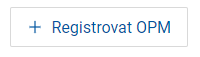 + Registrovat OPM